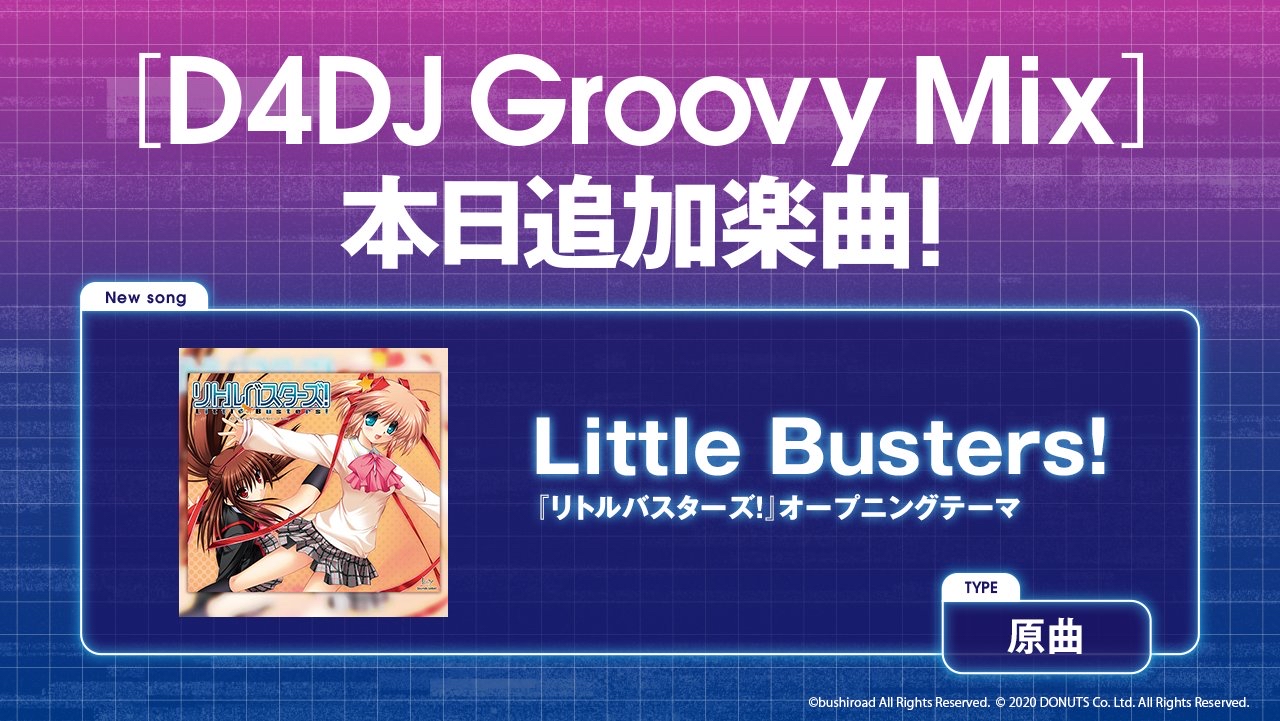 [D4DJ Groovy Mix]
本日追加楽曲!
New song
リトルバスターズ!
Little Busters!
Little Busters!
『リトルバスターズ!』オープニングテーマ
TYPE
原曲
©bushiroad All Rights Reserved. © 2020 DONUTS Co. Ltd. All Rights Reserved.